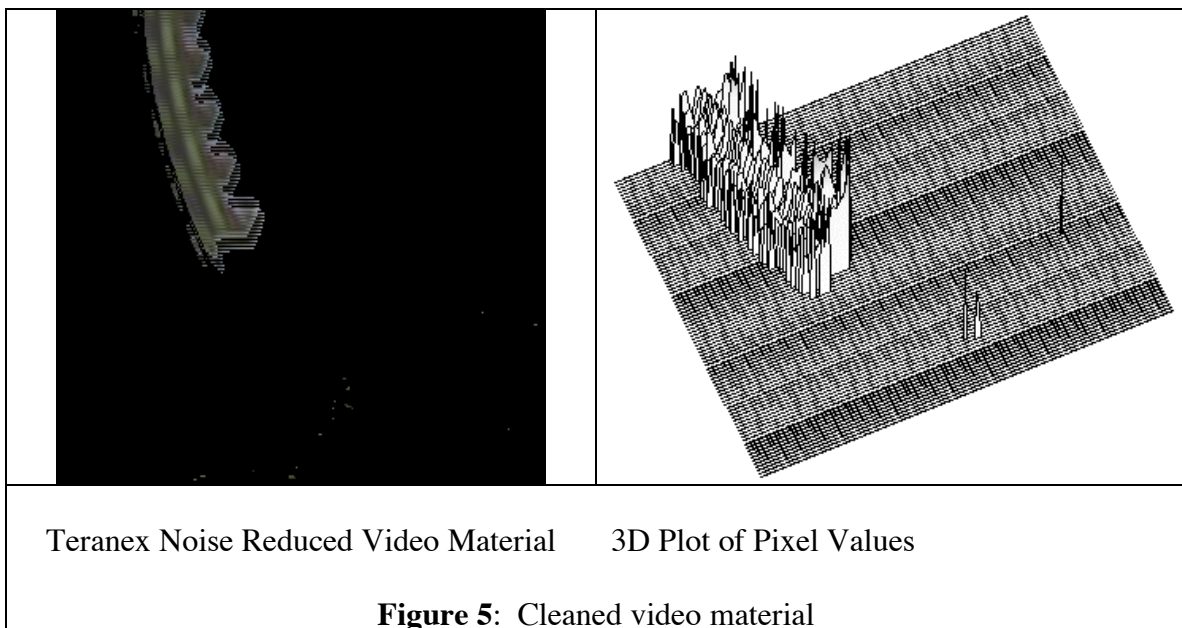 Teranex Noise Reduced Video Material 3D Plot of Pixel Values
Figure 5: Cleaned video material